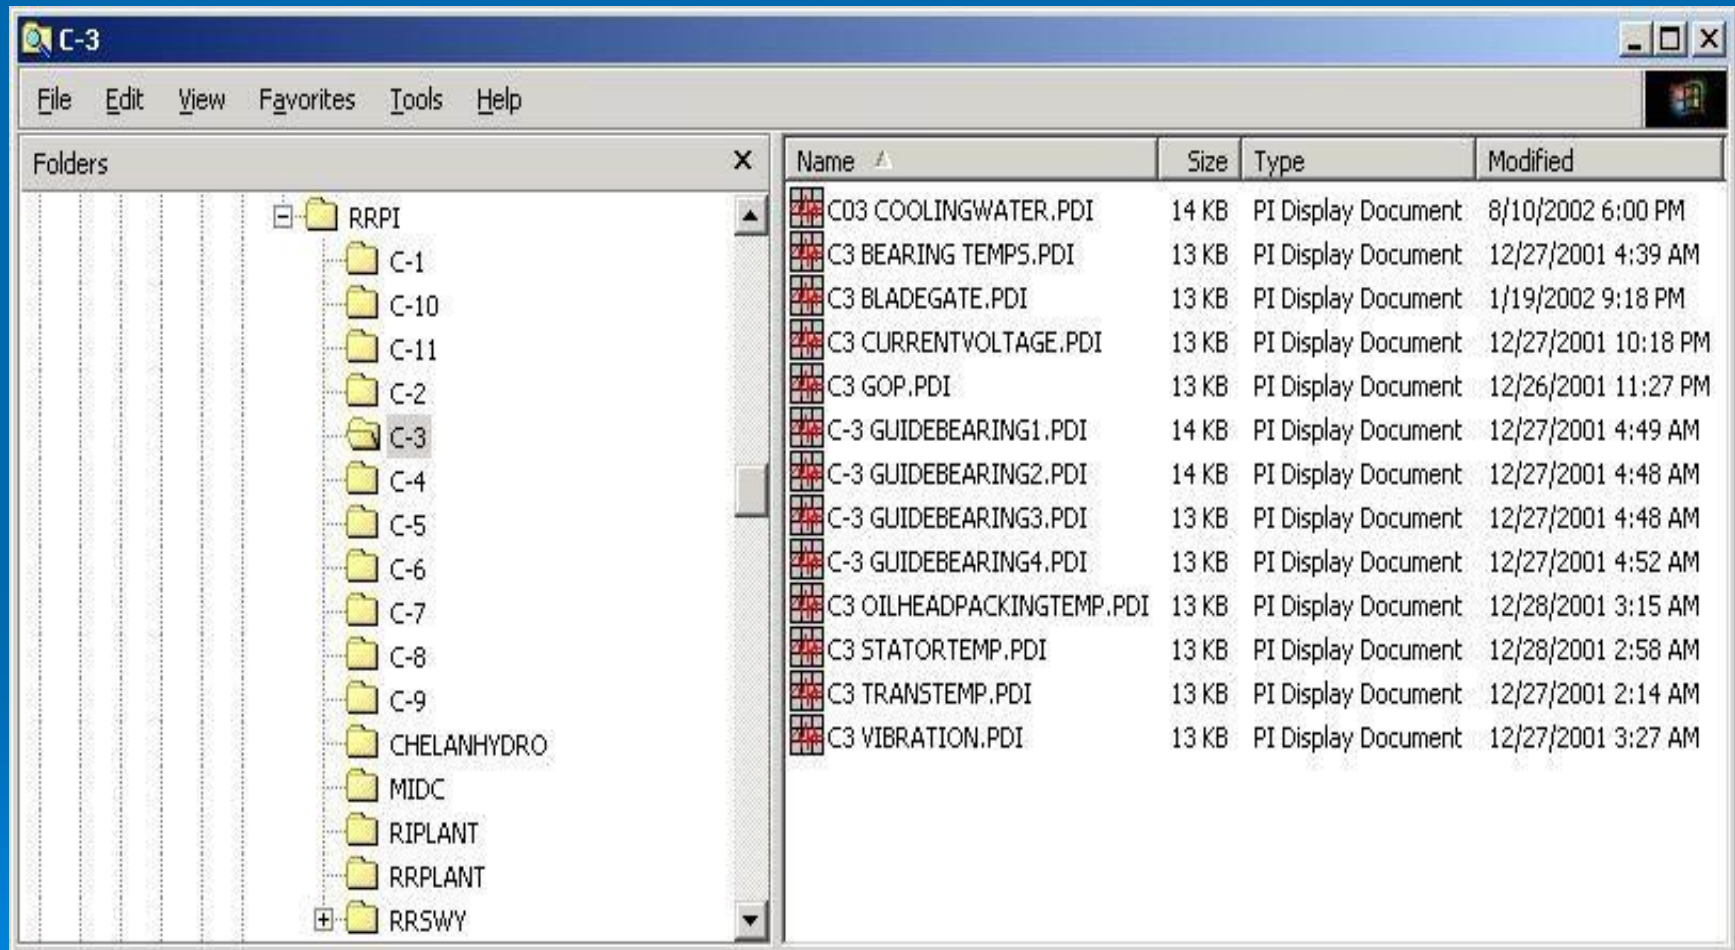 C-3
File Edit View Favorites Tools Help
Folders X
RRPI
C-1
C-10
C-11
C-2
C-3
C-4
C-5
C-6
C-7
C-8
C-9
CHELANHYDRO
MIDC
RIPLANT
RRPLANT
RRSWY
Name Size Type Modified
C03 COOLINGWATER.PDI 14 KB PI Display Document 8/10/2002 6:00 PM
C3 BEARING TEMPS.PDI 13 KB PI Display Document 12/27/2001 4:39 AM
C3 BLADEGATE.PDI 13 KB PI Display Document 1/19/2002 9:18 PM
C3 CURRENTVOLTAGE.PDI 13 KB PI Display Document 12/27/2001 10:18 PM
C3 GOP.PDI 13 KB PI Display Document 12/26/2001 11:27 PM
C-3 GUIDEBEARING1.PDI 14 KB PI Display Document 12/27/2001 4:49 AM
C-3 GUIDEBEARING2.PDI 14 KB PI Display Document 12/27/2001 4:48 AM
C-3 GUIDEBEARING3.PDI 13 KB PI Display Document 12/27/2001 4:48 AM
C-3 GUIDEBEARING4.PDI 13 KB PI Display Document 12/27/2001 4:52 AM
C3 OILHEADPACKINGTEMP.PDI 13 KB PI Display Document 12/28/2001 3:15 AM
C3 STATORTEMP.PDI 13 KB PI Display Document 12/28/2001 2:58 AM
C3 TRANSTEMP.PDI 13 KB PI Display Document 12/27/2001 2:14 AM
C3 VIBRATION.PDI 13 KB PI Display Document 12/27/2001 3:27 AM